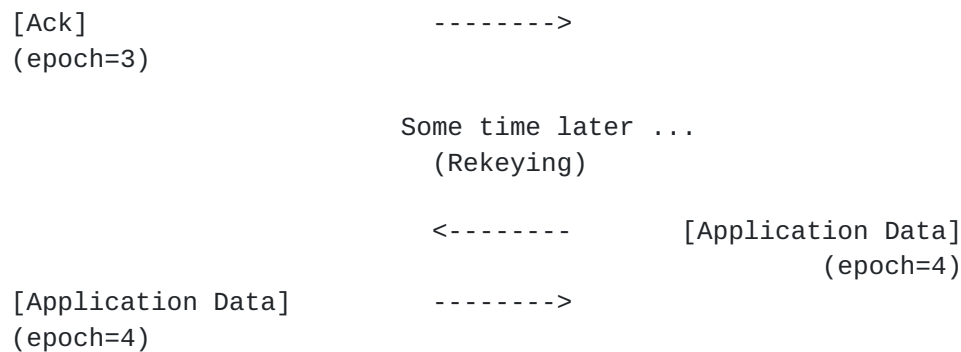 [Ack]                      -------->
(epoch=3)
                         Some time later ...
                           (Rekeying)
                           <--------       [Application Data]
                                                    (epoch=4)
[Application Data]         -------->
(epoch=4)